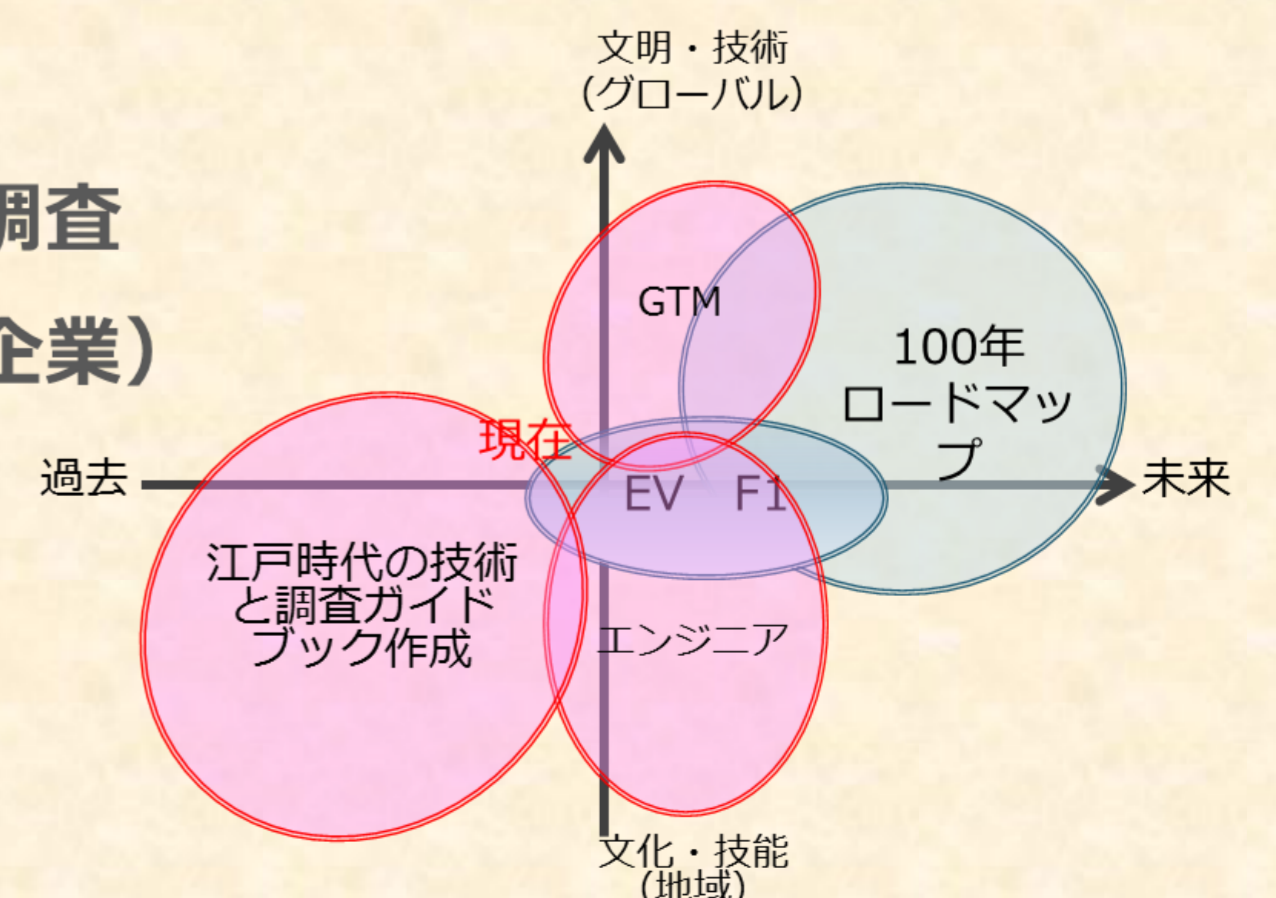 文明・技術
（グローバル）
調査
企業）
GTM
100年
ロードマッ
プ
現在
過去
未来
EV F1
江戸時代の技術
と調査ガイド
ブック作成
エンジニア
文化・技能
（地域）